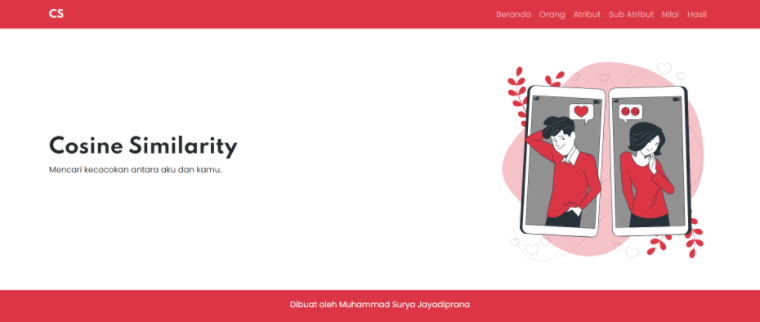 CS
Beranda Orang Atribut Sub Atribut Nilai Hasil
Cosine Similarity
Mencari kecocokan antara aku dan kamu.
Dibuat oleh Muhammad Surya Jayadiprana